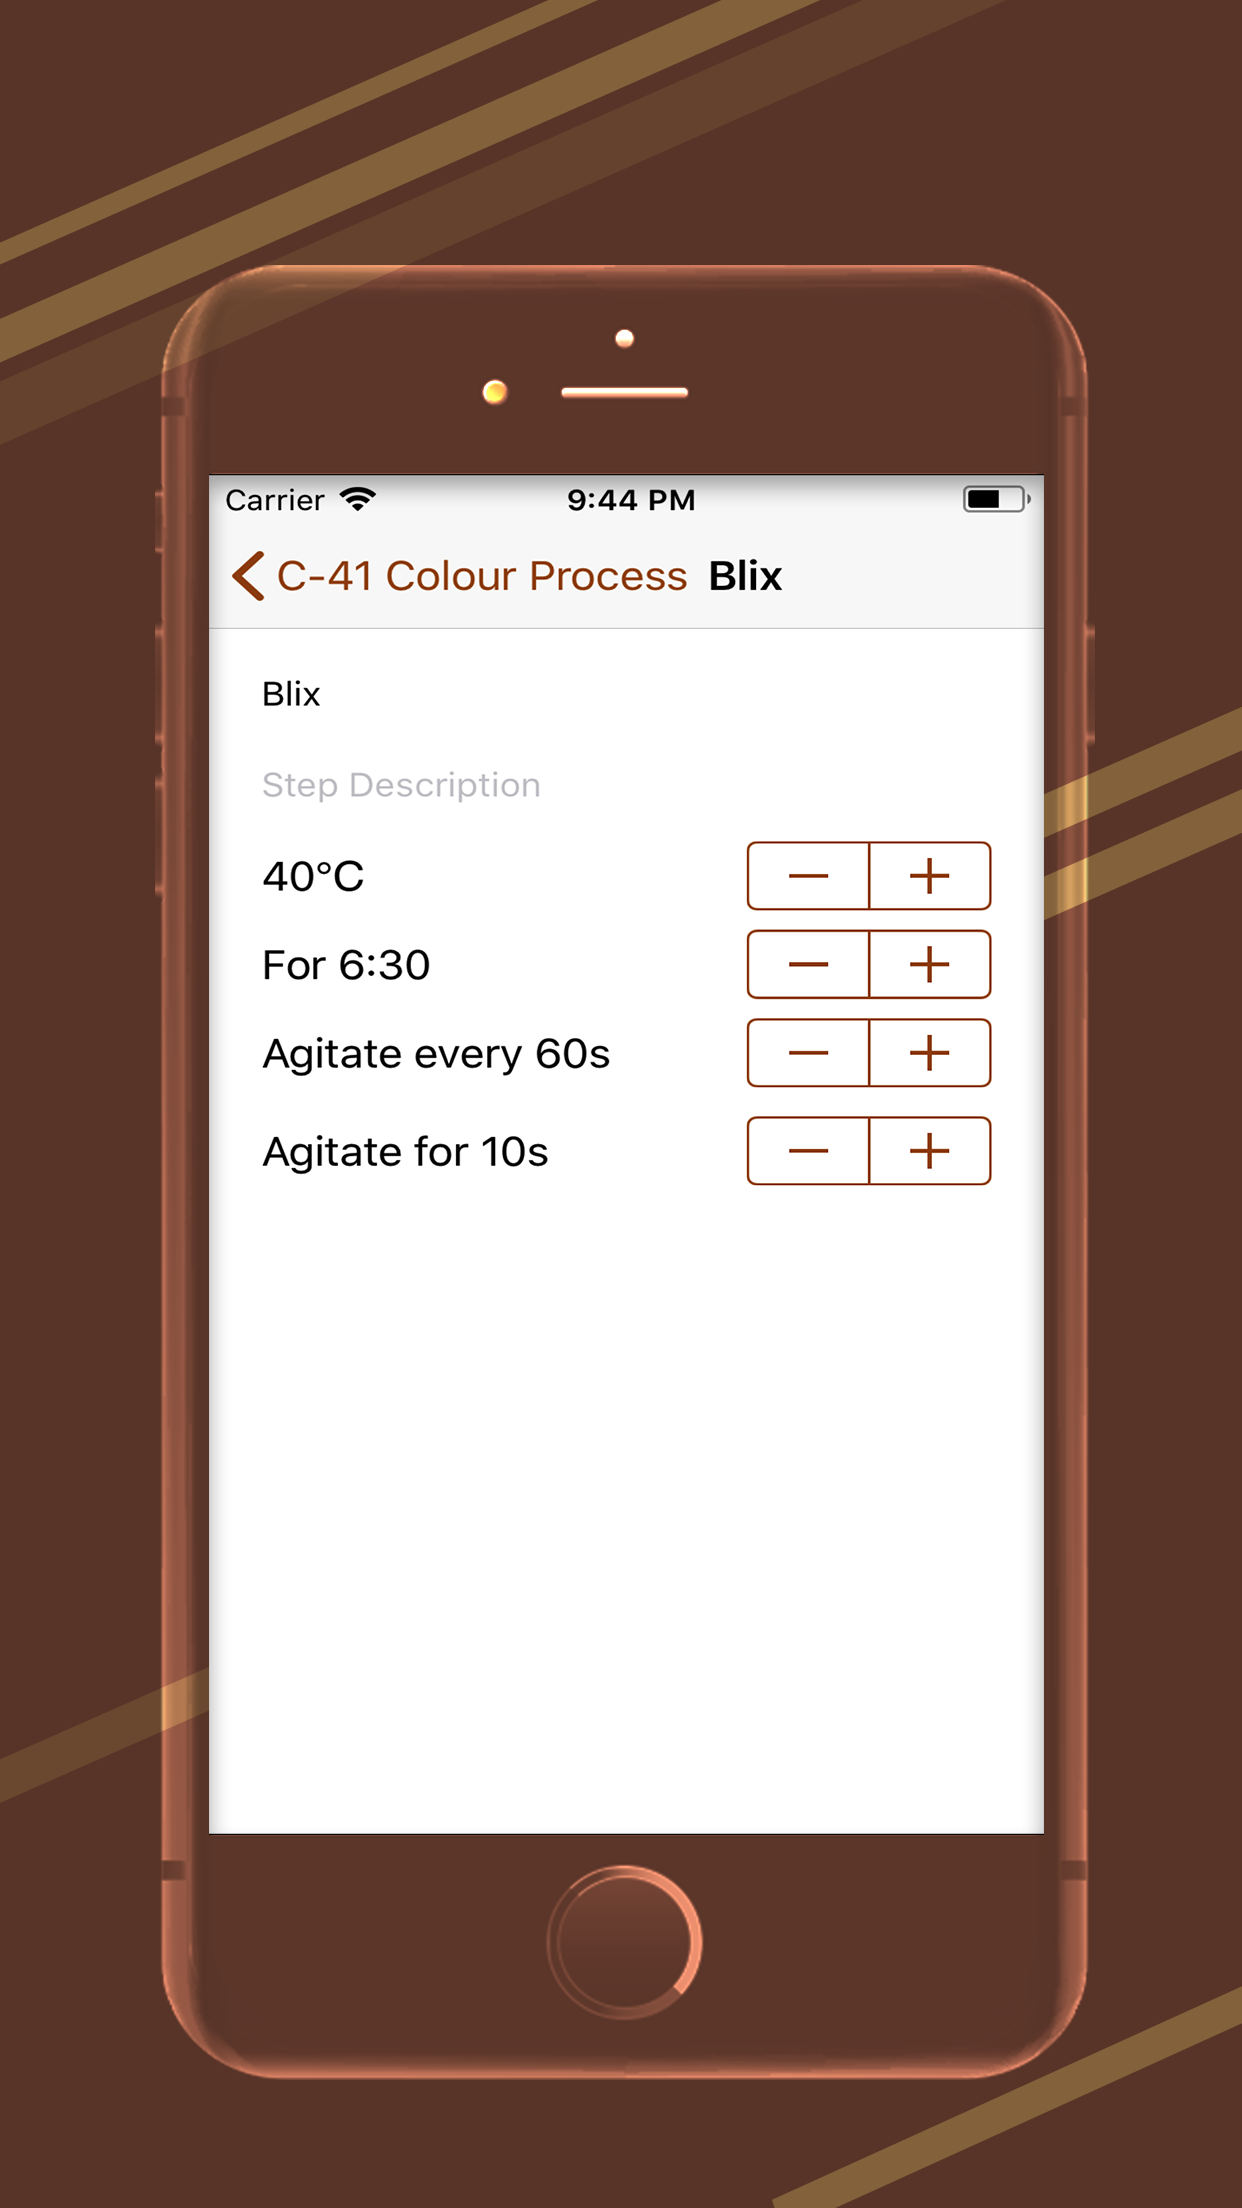 Carrier 9:44 PM
C-41 Colour Process Blix
Blix
Step Description
40°C
For 6:30
Agitate every 60s
Agitate for 10s